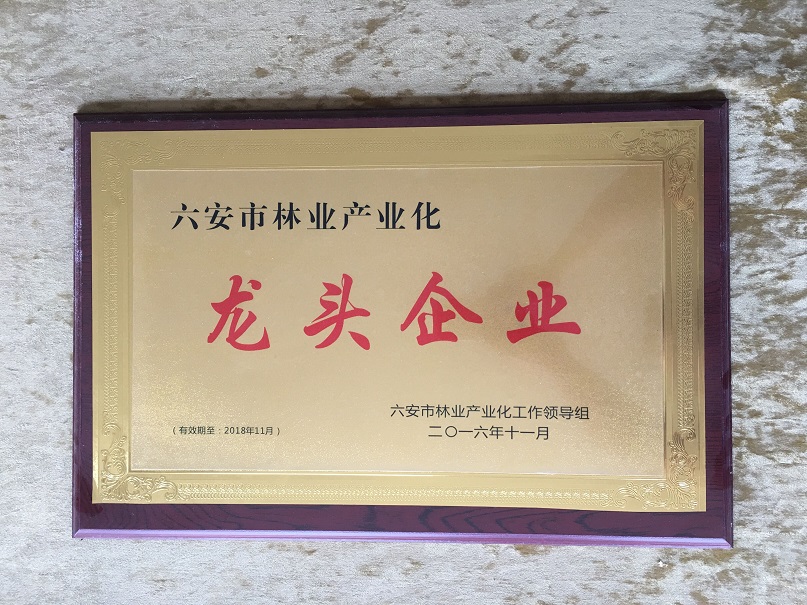 六安市林业产业化
龙头企业
六安市林业产业化工作领导组
（有效期至：2018年11月）
二〇一六年十一月